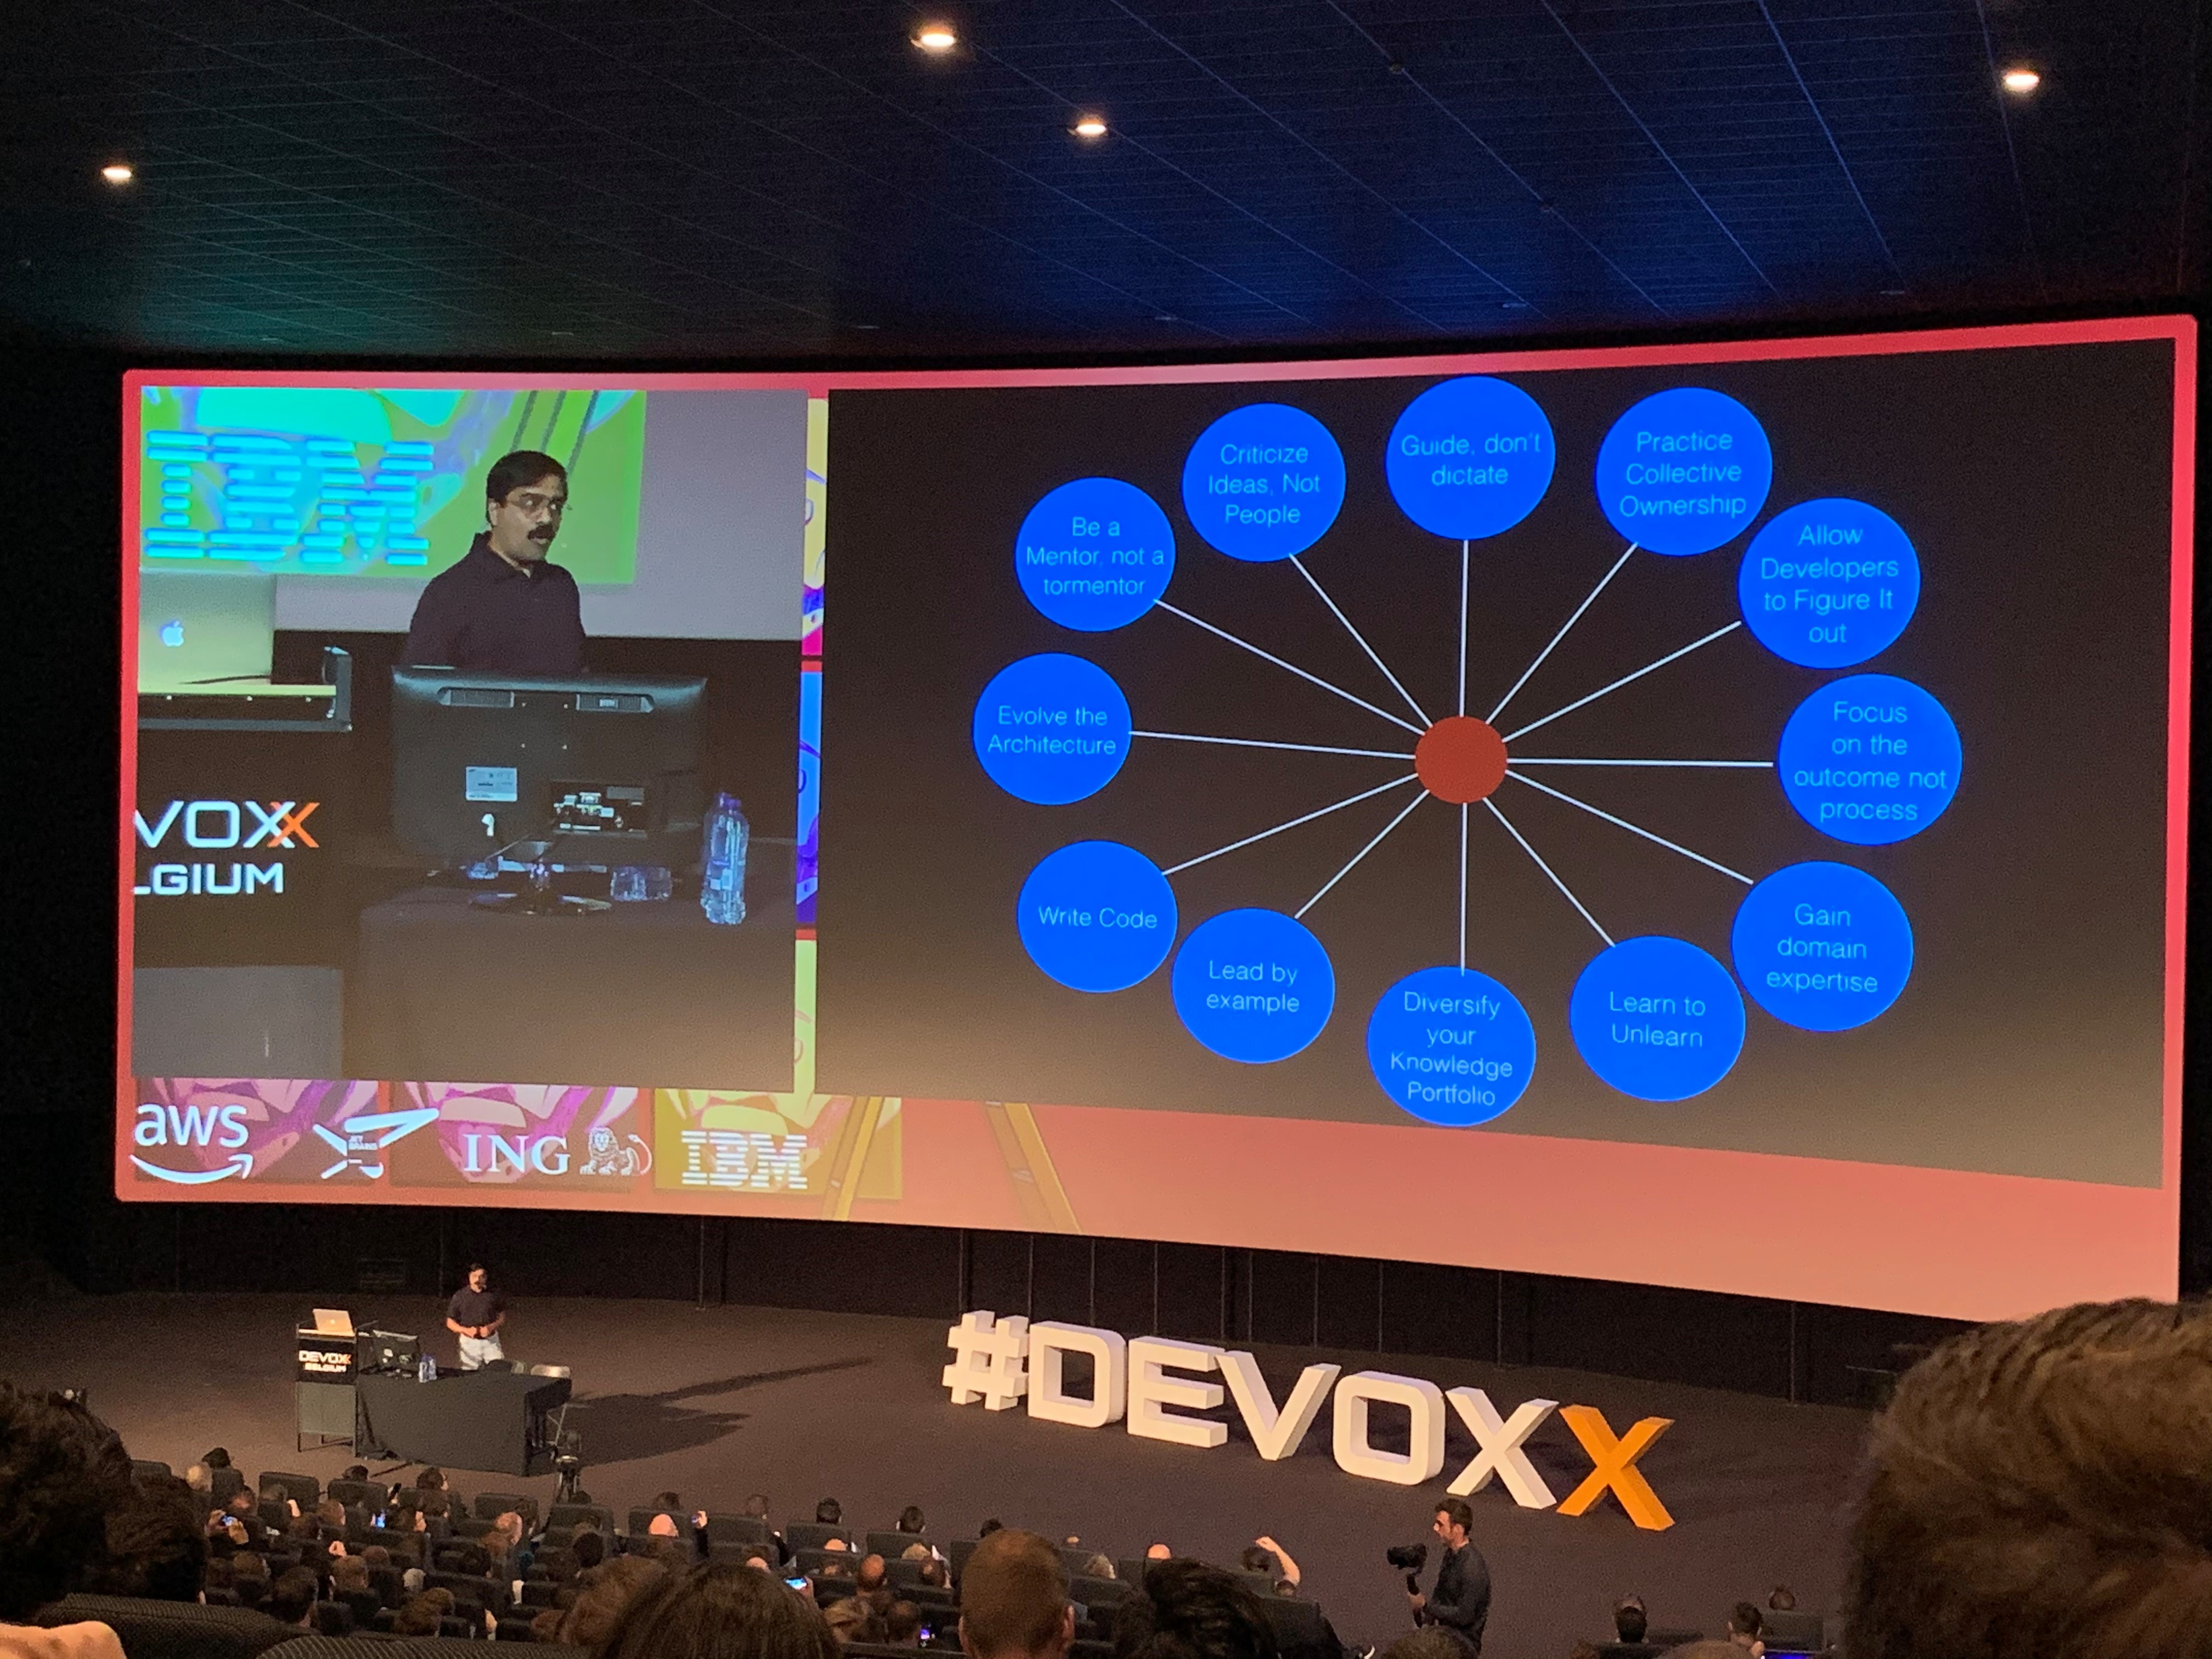 IBM
VOXX
LGIUM
aws
ING
IBM
Guide, don't
dictate
Practice
Collective
Ownership
Allow
Developers
to Figure It
out
Focus
on the
outcome not
process
Gain
domain
expertise
Learn to
Unlearn
Diversify
your
Knowledge
Portfolio
Lead by
example
Write Code
Evolve the
Architecture
Be a
Mentor, not a
tormentor
Criticize
Ideas, Not
People
DEVOXX
BELGIUM
#DEVOXX